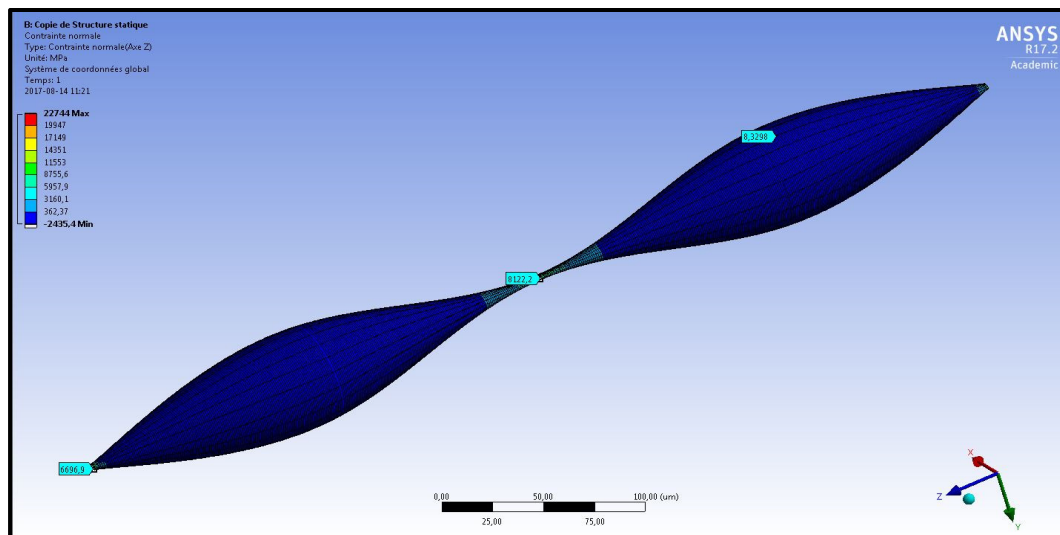 B: Copie de Structure statique
Contrainte normale
Type: Contrainte normale(Axe Z)
Unité: MPa
Système de coordonnées global
Temps: 1
2017-08-14 11:21
22744 Max
19947
17149
14351
11553
8755,6
5957,9
3160,1
362,37
-2435,4 Min
ANSYS
R17.2
Academic
8,3298
8122,2
6696,9
0,00 50,00 100,00 (um)
25,00 75,00
X
Z
Y